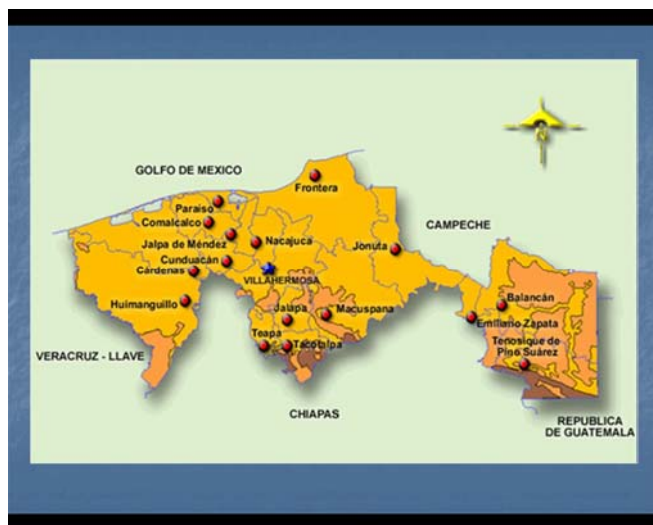 GOLFO DE MEXICO
Frontera
Paraiso
Comalcalco
CAMPECHE
Jalpa de Méndez
Nacajuca
Jonuta
Cunduacán
Cárdenas
VILLAHERMOSA
Huimanguillo
Jalapa
Macuspana
Balancán
Emiliano Zapata
Teapa
Tacotalpa
Tenosique de
Pino Suárez
VERACRUZ - LLAVE
CHIAPAS
REPUBLICA
DE GUATEMALA
N